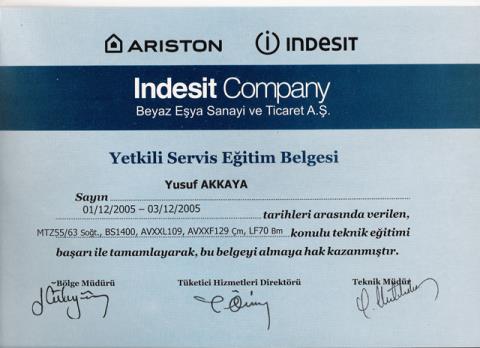 ARISTON INDESIT
Indesit Company
Beyaz Eşya Sanayi ve Ticaret A.Ş.
Yetkili Servis Eğitim Belgesi
Yusuf AKKAYA
Sayın
01/12/2005 – 03/12/2005 tarihleri arasında verilen,
MTZ55/63 Soğt., BS1400, AVXXL109, AVXXF129 Çm, LF70 Bm konulu teknik eğitimi
başarı ile tamamlayarak, bu belgeyi almaya hak kazanmıştır.
Bölge Müdürü Tüketici Hizmetleri Direktörü Teknik Müdür